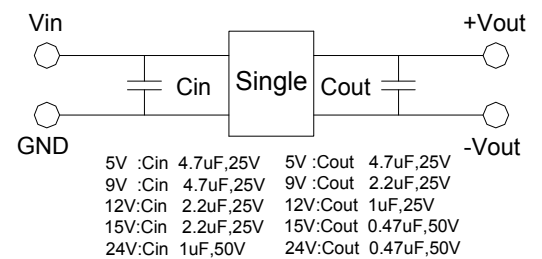 Vin +Vout
Cin Single Cout
GND -Vout
5V :Cin 4.7uF,25V 5V :Cout 4.7uF,25V
9V :Cin 4.7uF,25V 9V :Cout 2.2uF,25V
12V:Cin 2.2uF,25V 12V:Cout 1uF,25V
15V:Cin 2.2uF,25V 15V:Cout 0.47uF,50V
24V:Cin 1uF,50V 24V:Cout 0.47uF,50V